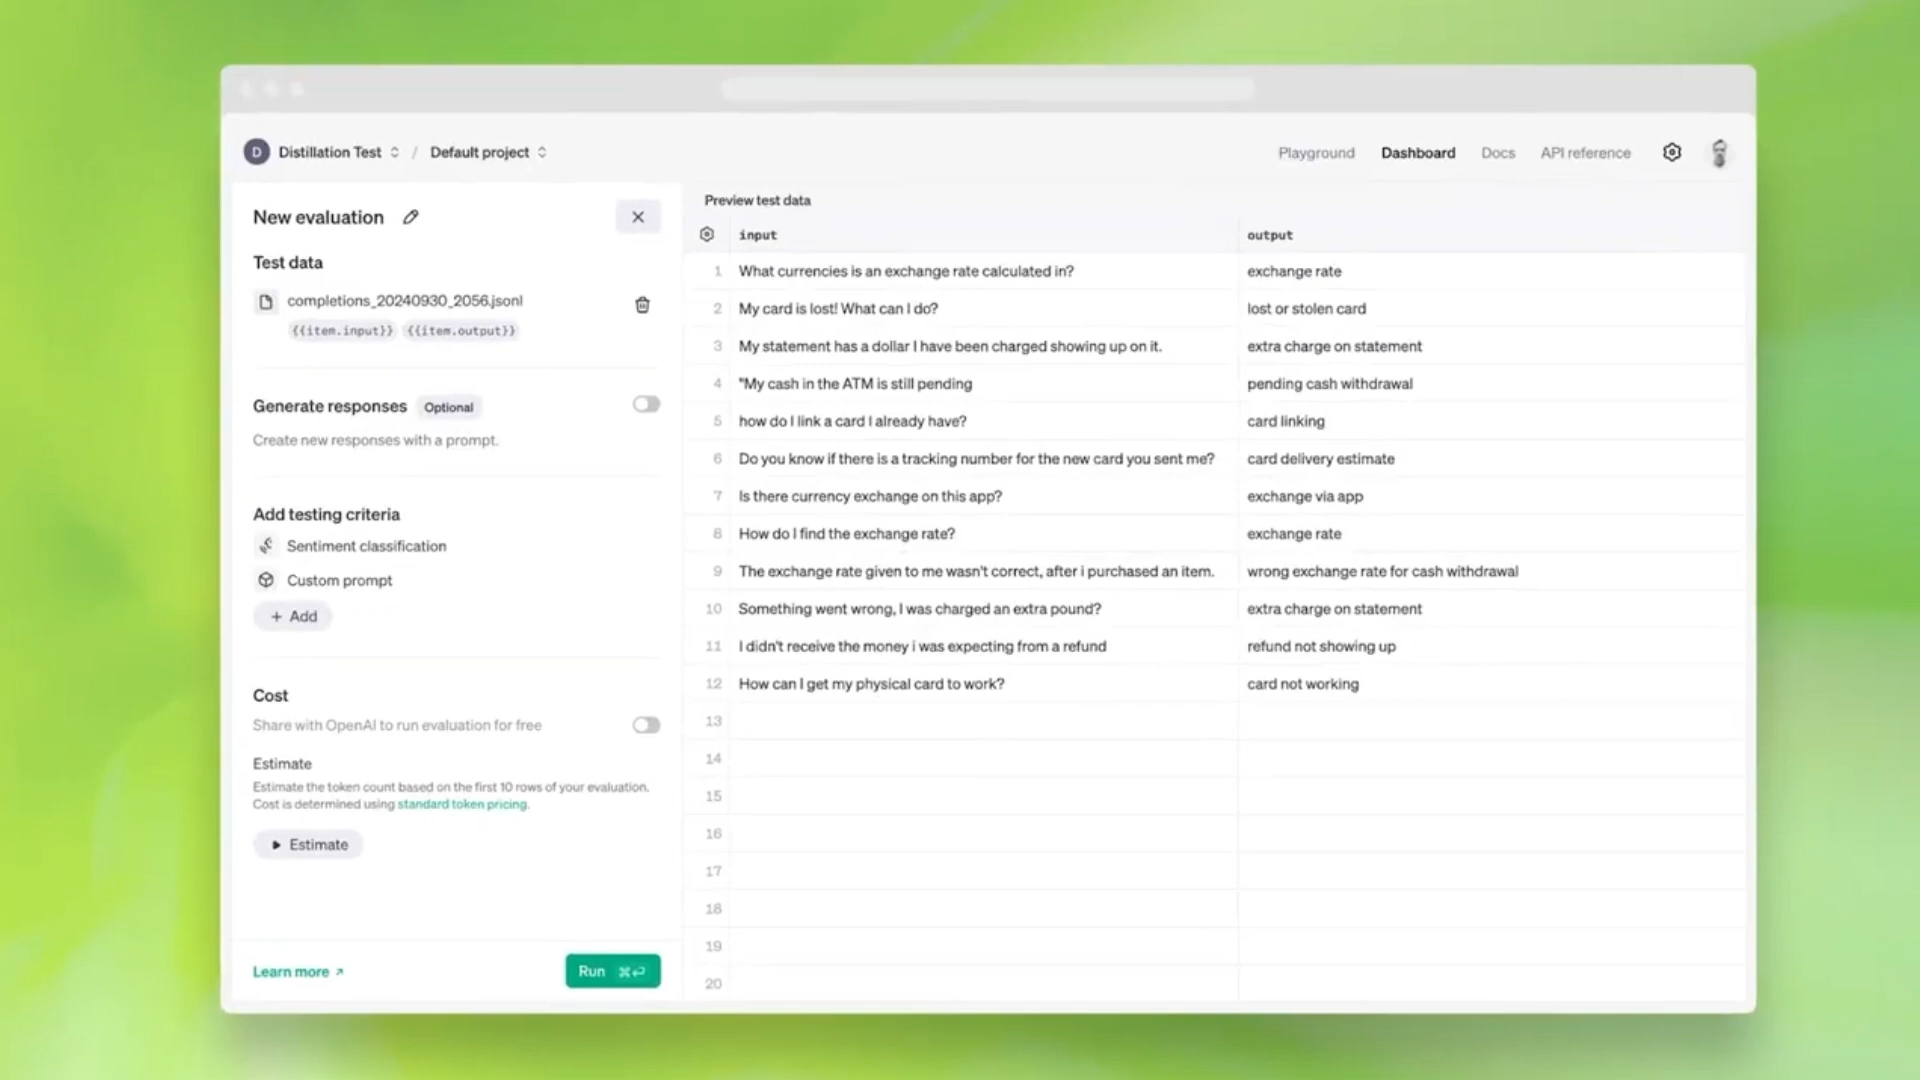 D Distillation Test / Default project
Playground Dashboard Docs API reference
New evaluation
Test data
completions_20240930_2056.jsonl
{{item.input}} {{item.output}}
Generate responses Optional
Create new responses with a prompt.
Add testing criteria
Sentiment classification
Custom prompt
+ Add
Cost
Share with OpenAI to run evaluation for free
Estimate
Estimate the token count based on the first 10 rows of your evaluation.
Cost is determined using standard token pricing.
Estimate
Learn more ↗
Run ⌘↵
Preview test data
input output
1 What currencies is an exchange rate calculated in? exchange rate
2 My card is lost! What can I do? lost or stolen card
3 My statement has a dollar I have been charged showing up on it. extra charge on statement
4 "My cash in the ATM is still pending pending cash withdrawal
5 how do I link a card I already have? card linking
6 Do you know if there is a tracking number for the new card you sent me? card delivery estimate
7 Is there currency exchange on this app? exchange via app
8 How do I find the exchange rate? exchange rate
9 The exchange rate given to me wasn't correct, after i purchased an item. wrong exchange rate for cash withdrawal
10 Something went wrong, I was charged an extra pound? extra charge on statement
11 I didn't receive the money i was expecting from a refund refund not showing up
12 How can I get my physical card to work? card not working
13
14
15
16
17
18
19
20